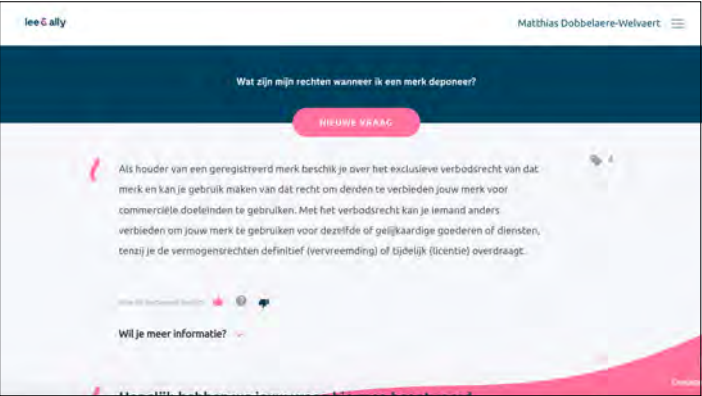 lee & ally
Matthias Dobbelaere-Welvaert
Wat zijn mijn rechten wanneer ik een merk deponeer?
NIEUWE VRAAG
Als houder van een geregistreerd merk beschik je over het exclusieve verbodsrecht van dat
merk en kan je gebruik maken van dat recht om derden te verbieden jouw merk voor
commerciële doeleinden te gebruiken. Met het verbodsrecht kan je iemand anders
verbieden om jouw merk te gebruiken voor dezelfde of gelijkaardige goederen of diensten,
tenzij je de vermogensrechten definitief (vervreemding) of tijdelijk (licentie) overdraagt.
4
Wil je meer informatie?